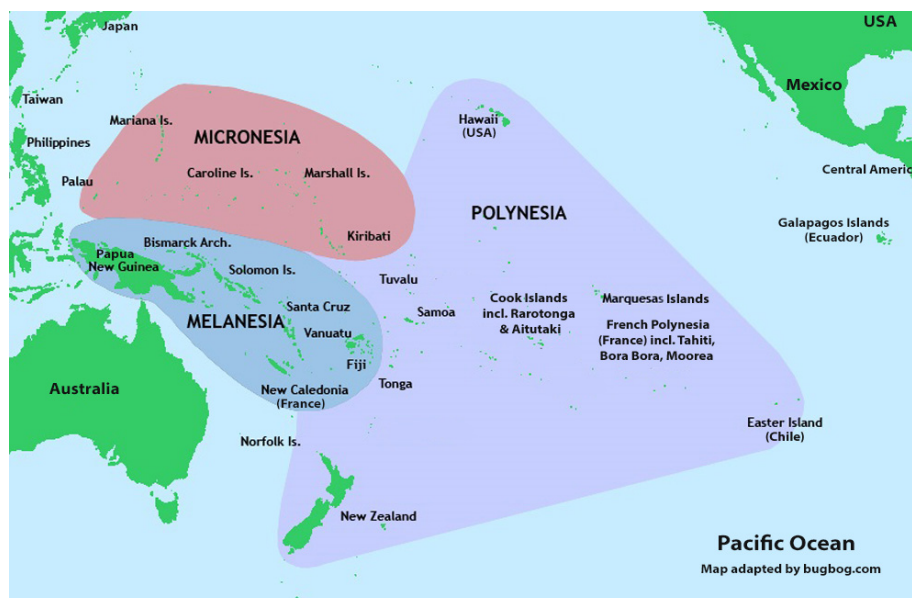 USA
Japan
Mexico
Taiwan
Mariana Is.
Hawaii
(USA)
MICRONESIA
Philippines
Central Americ
Caroline Is.
Marshall Is.
Palau
POLYNESIA
Galapagos Islands
(Ecuador)
Kiribati
Bismarck Arch.
Papua
New Guinea
Solomon Is.
Tuvalu
Santa Cruz
Cook Islands
incl. Rarotonga
& Aitutaki
Marquesas Islands
Samoa
MELANESIA
Vanuatu
French Polynesia
(France) incl. Tahiti,
Bora Bora, Moorea
Fiji
Australia
Tonga
New Caledonia
(France)
Easter Island
(Chile)
Norfolk Is.
New Zealand
Pacific Ocean
Map adapted by bugbog.com